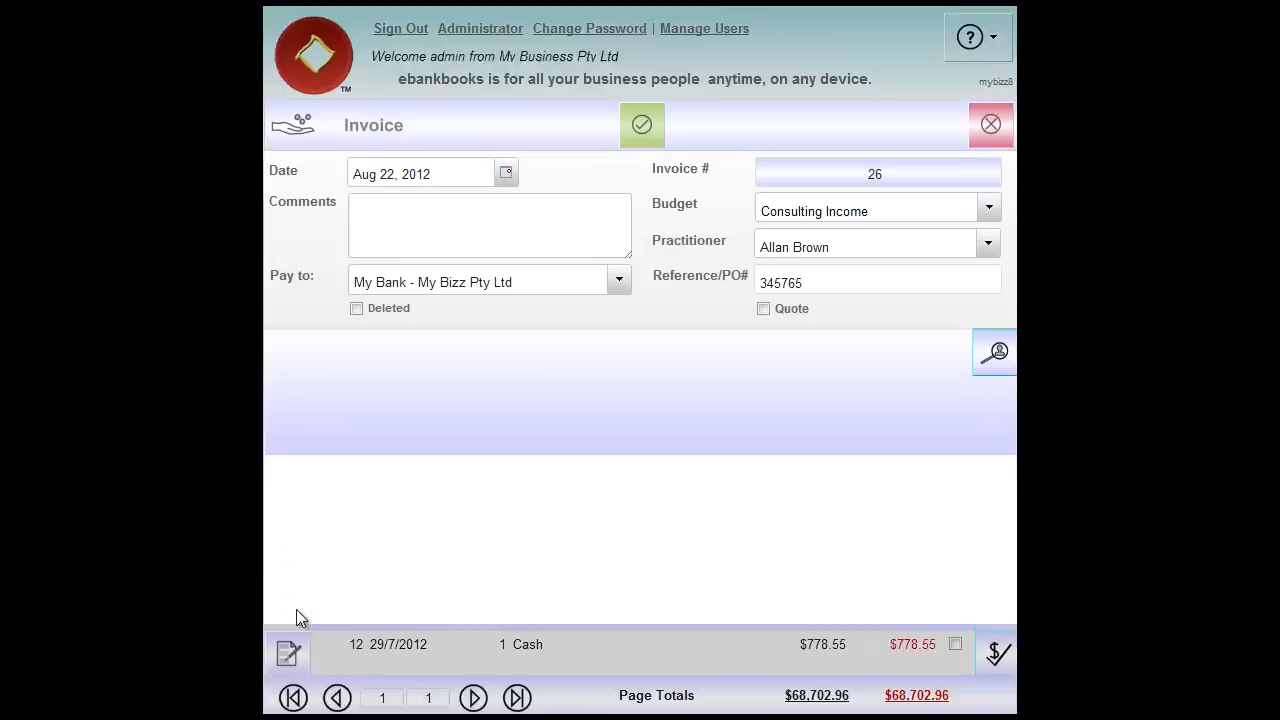 Sign Out Administrator Change Password | Manage Users
Welcome admin from My Business Pty Ltd
ebankbooks is for all your business people anytime, on any device.
mybizz8
TM
Invoice
Date Aug 22, 2012 Invoice # 26
Comments Budget Consulting Income
Practitioner Allan Brown
Pay to: My Bank - My Bizz Pty Ltd Reference/PO# 345765
Deleted Quote
12 29/7/2012 1 Cash $778.55 $778.55
1 1 Page Totals $68,702.96 $68,702.96